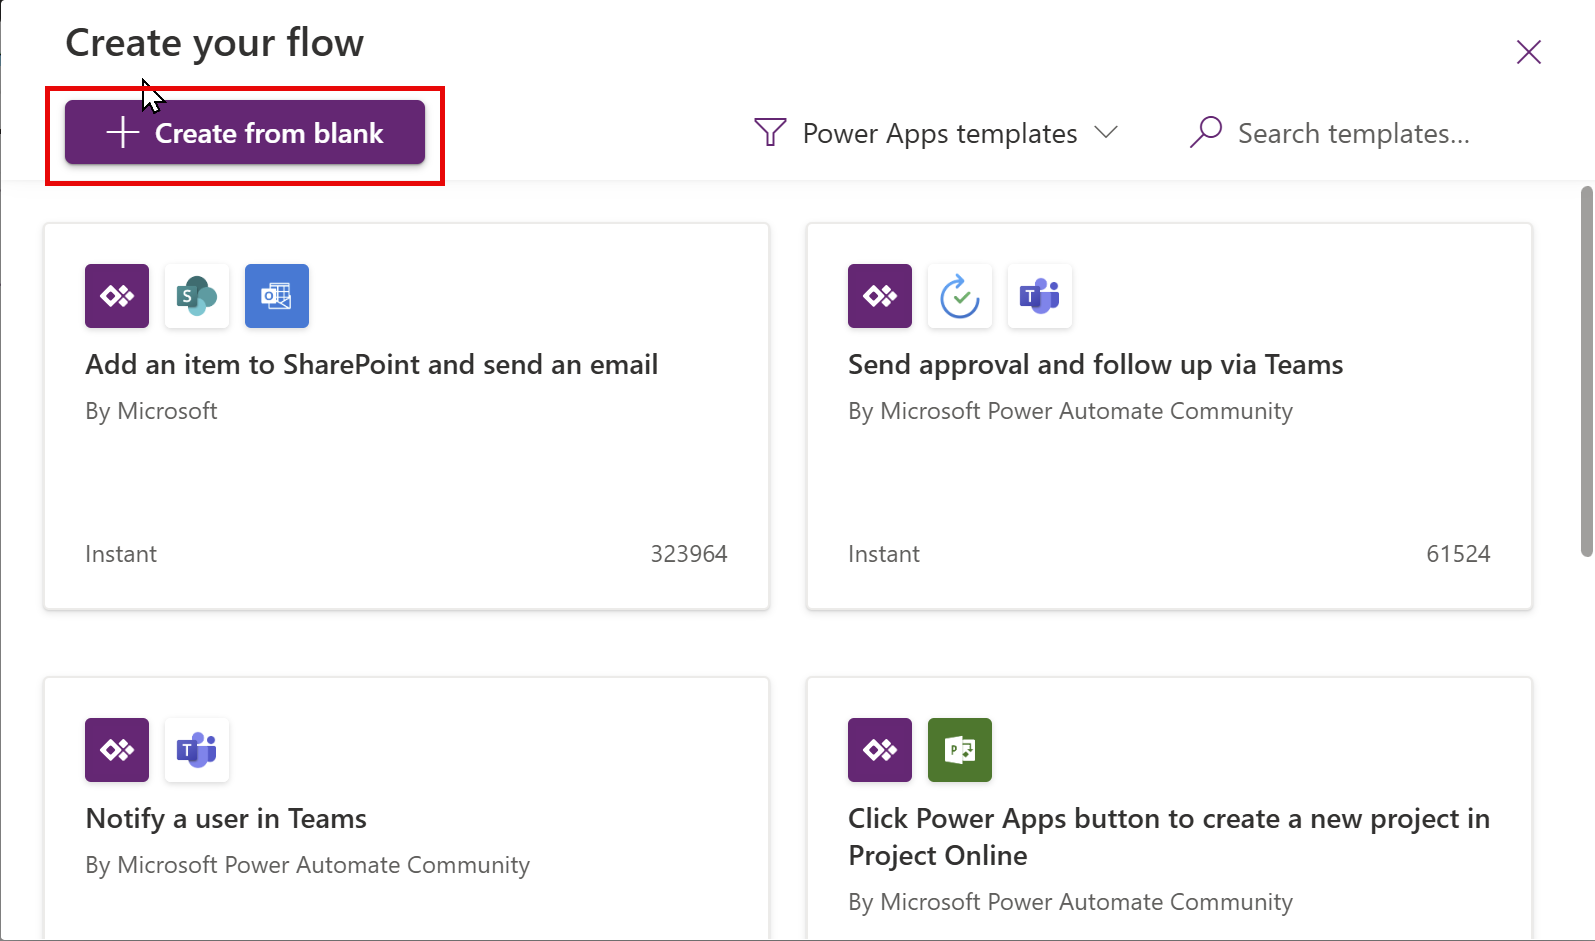 Create your flow
Create from blank
Power Apps templates
Search templates...
S
O
Add an item to SharePoint and send an email
By Microsoft
Instant
323964
T
Send approval and follow up via Teams
By Microsoft Power Automate Community
Instant
61524
T
Notify a user in Teams
By Microsoft Power Automate Community
P
Click Power Apps button to create a new project in
Project Online
By Microsoft Power Automate Community